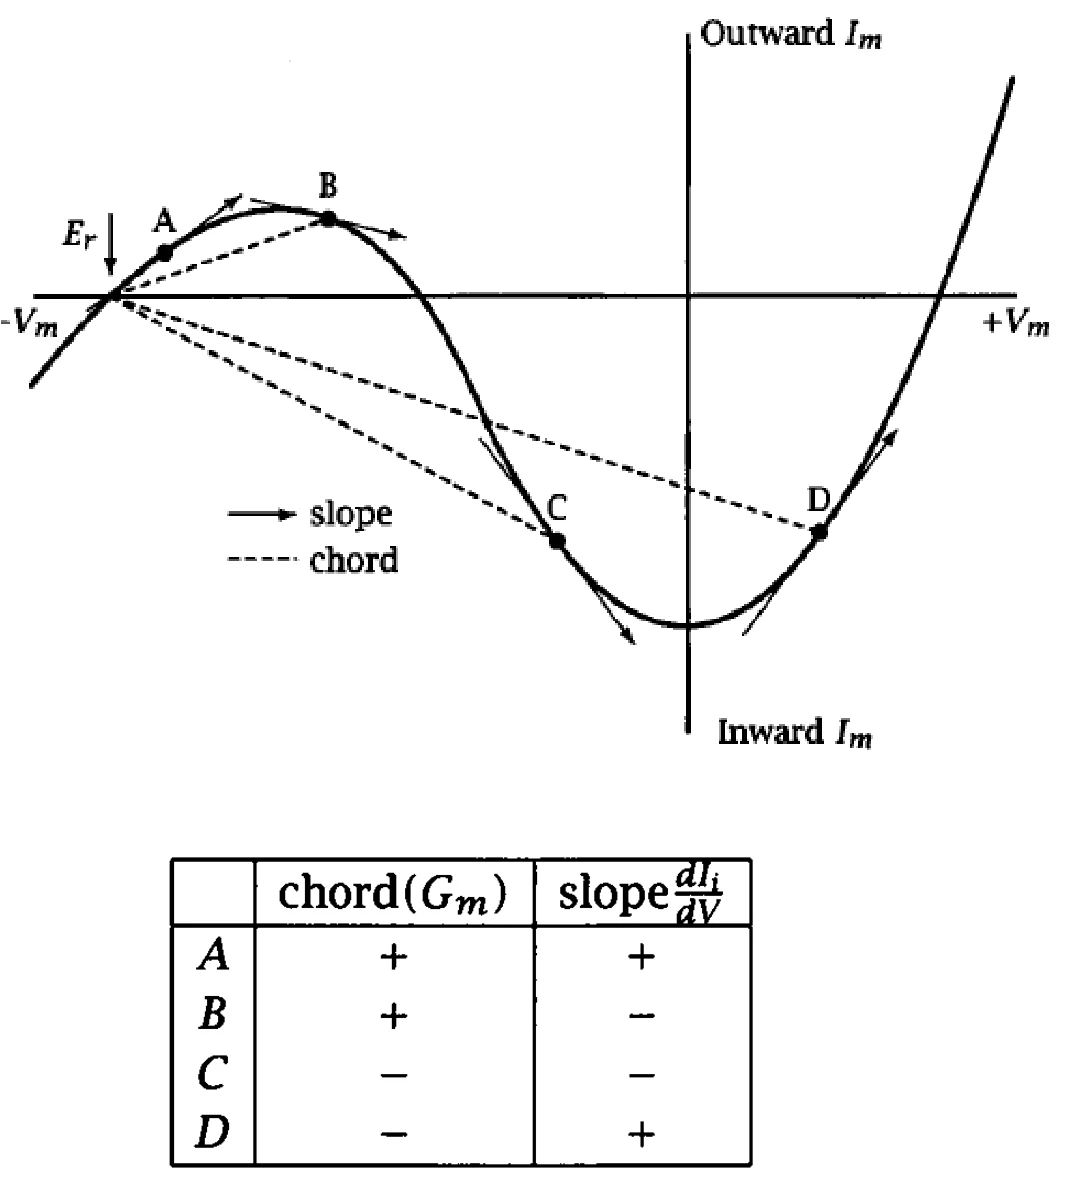 Outward Iₘ
B
A
Eᵣ
-Vₘ
+Vₘ
D
C
slope
chord
Inward Iₘ
chord(Gₘ) slope dIᵢ/dV
A + +
B + −
C − −
D − +